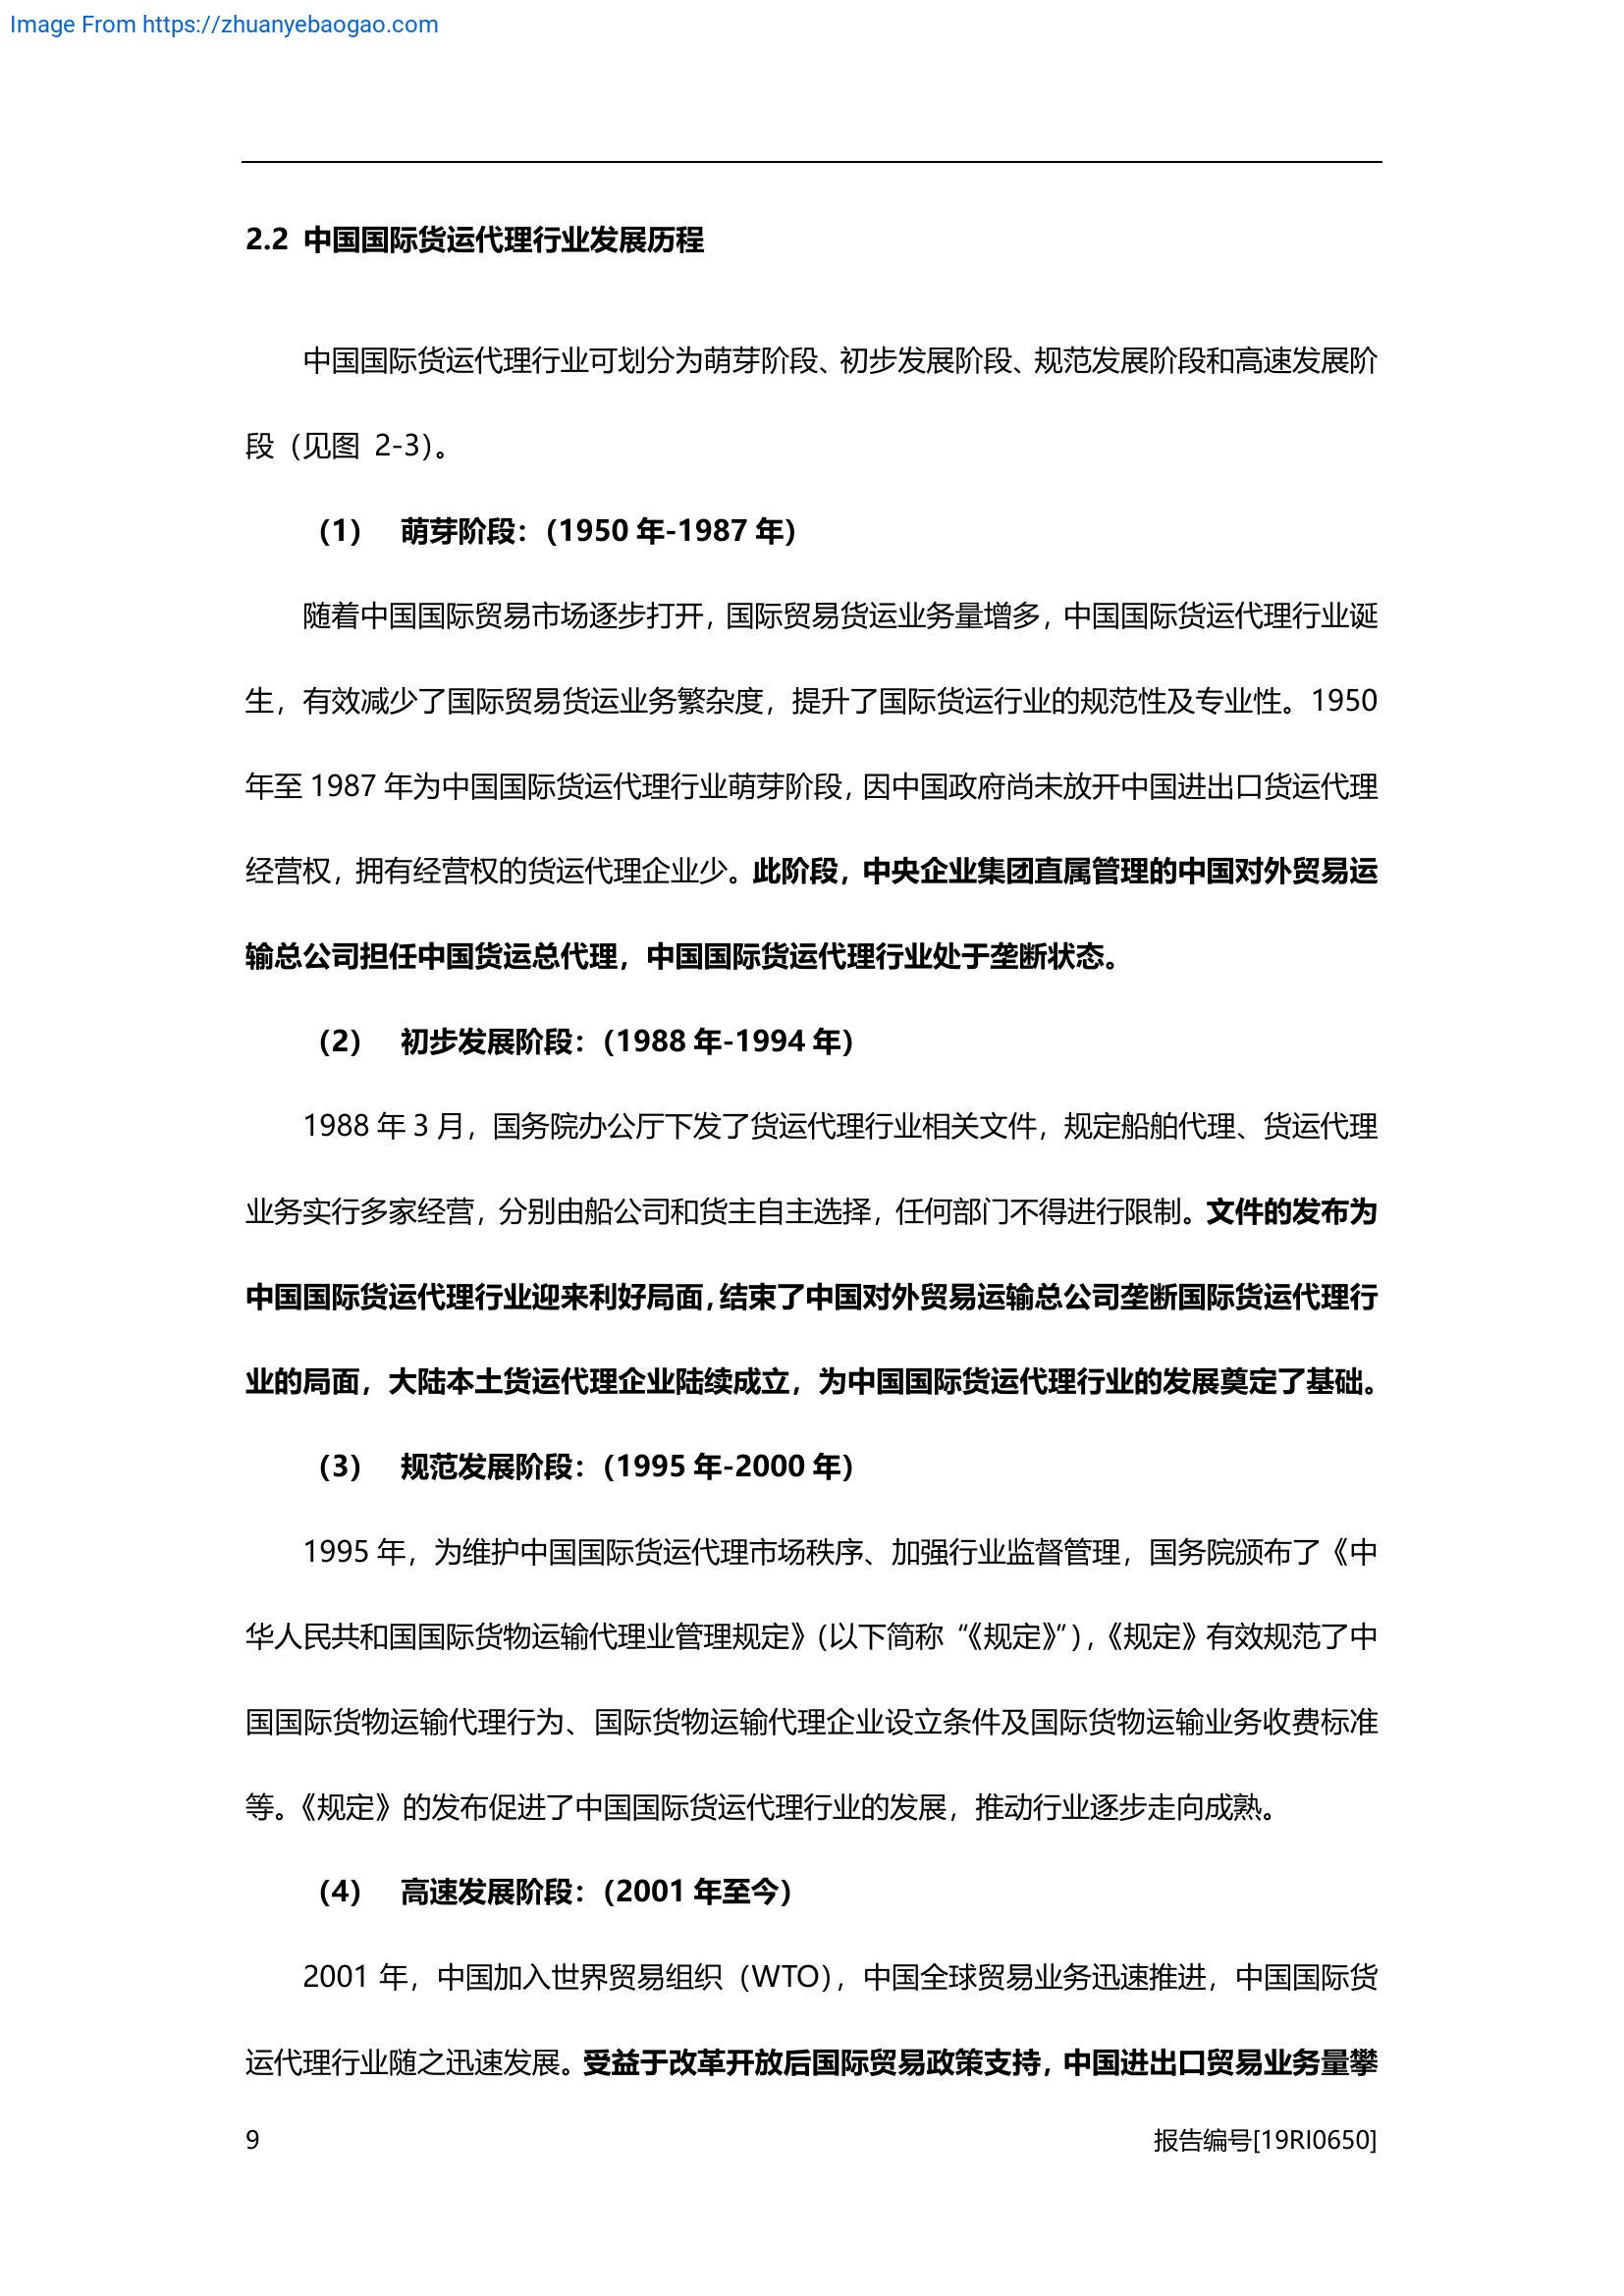 Image From https://zhuanyebaogao.com
2.2 中国国际货运代理行业发展历程
中国国际货运代理行业可划分为萌芽阶段、初步发展阶段、规范发展阶段和高速发展阶
段（见图 2-3）。
（1） 萌芽阶段：（1950 年-1987 年）
随着中国国际贸易市场逐步打开，国际贸易货运业务量增多，中国国际货运代理行业诞
生，有效减少了国际贸易货运业务繁杂度，提升了国际货运行业的规范性及专业性。1950
年至 1987 年为中国国际货运代理行业萌芽阶段，因中国政府尚未放开中国进出口货运代理
经营权，拥有经营权的货运代理企业少。此阶段，中央企业集团直属管理的中国对外贸易运
输总公司担任中国货运总代理，中国国际货运代理行业处于垄断状态。
（2） 初步发展阶段：（1988 年-1994 年）
1988 年 3 月，国务院办公厅下发了货运代理行业相关文件，规定船舶代理、货运代理
业务实行多家经营，分别由船公司和货主自主选择，任何部门不得进行限制。文件的发布为
中国国际货运代理行业迎来利好局面，结束了中国对外贸易运输总公司垄断国际货运代理行
业的局面，大陆本土货运代理企业陆续成立，为中国国际货运代理行业的发展奠定了基础。
（3） 规范发展阶段：（1995 年-2000 年）
1995 年，为维护中国国际货运代理市场秩序、加强行业监督管理，国务院颁布了《中
华人民共和国国际货物运输代理业管理规定》（以下简称“《规定》”），《规定》有效规范了中
国国际货物运输代理行为、国际货物运输代理企业设立条件及国际货物运输业务收费标准
等。《规定》的发布促进了中国国际货运代理行业的发展，推动行业逐步走向成熟。
（4） 高速发展阶段：（2001 年至今）
2001 年，中国加入世界贸易组织（WTO），中国全球贸易业务迅速推进，中国国际货
运代理行业随之迅速发展。受益于改革开放后国际贸易政策支持，中国进出口贸易业务量攀
9
报告编号[19RI0650]